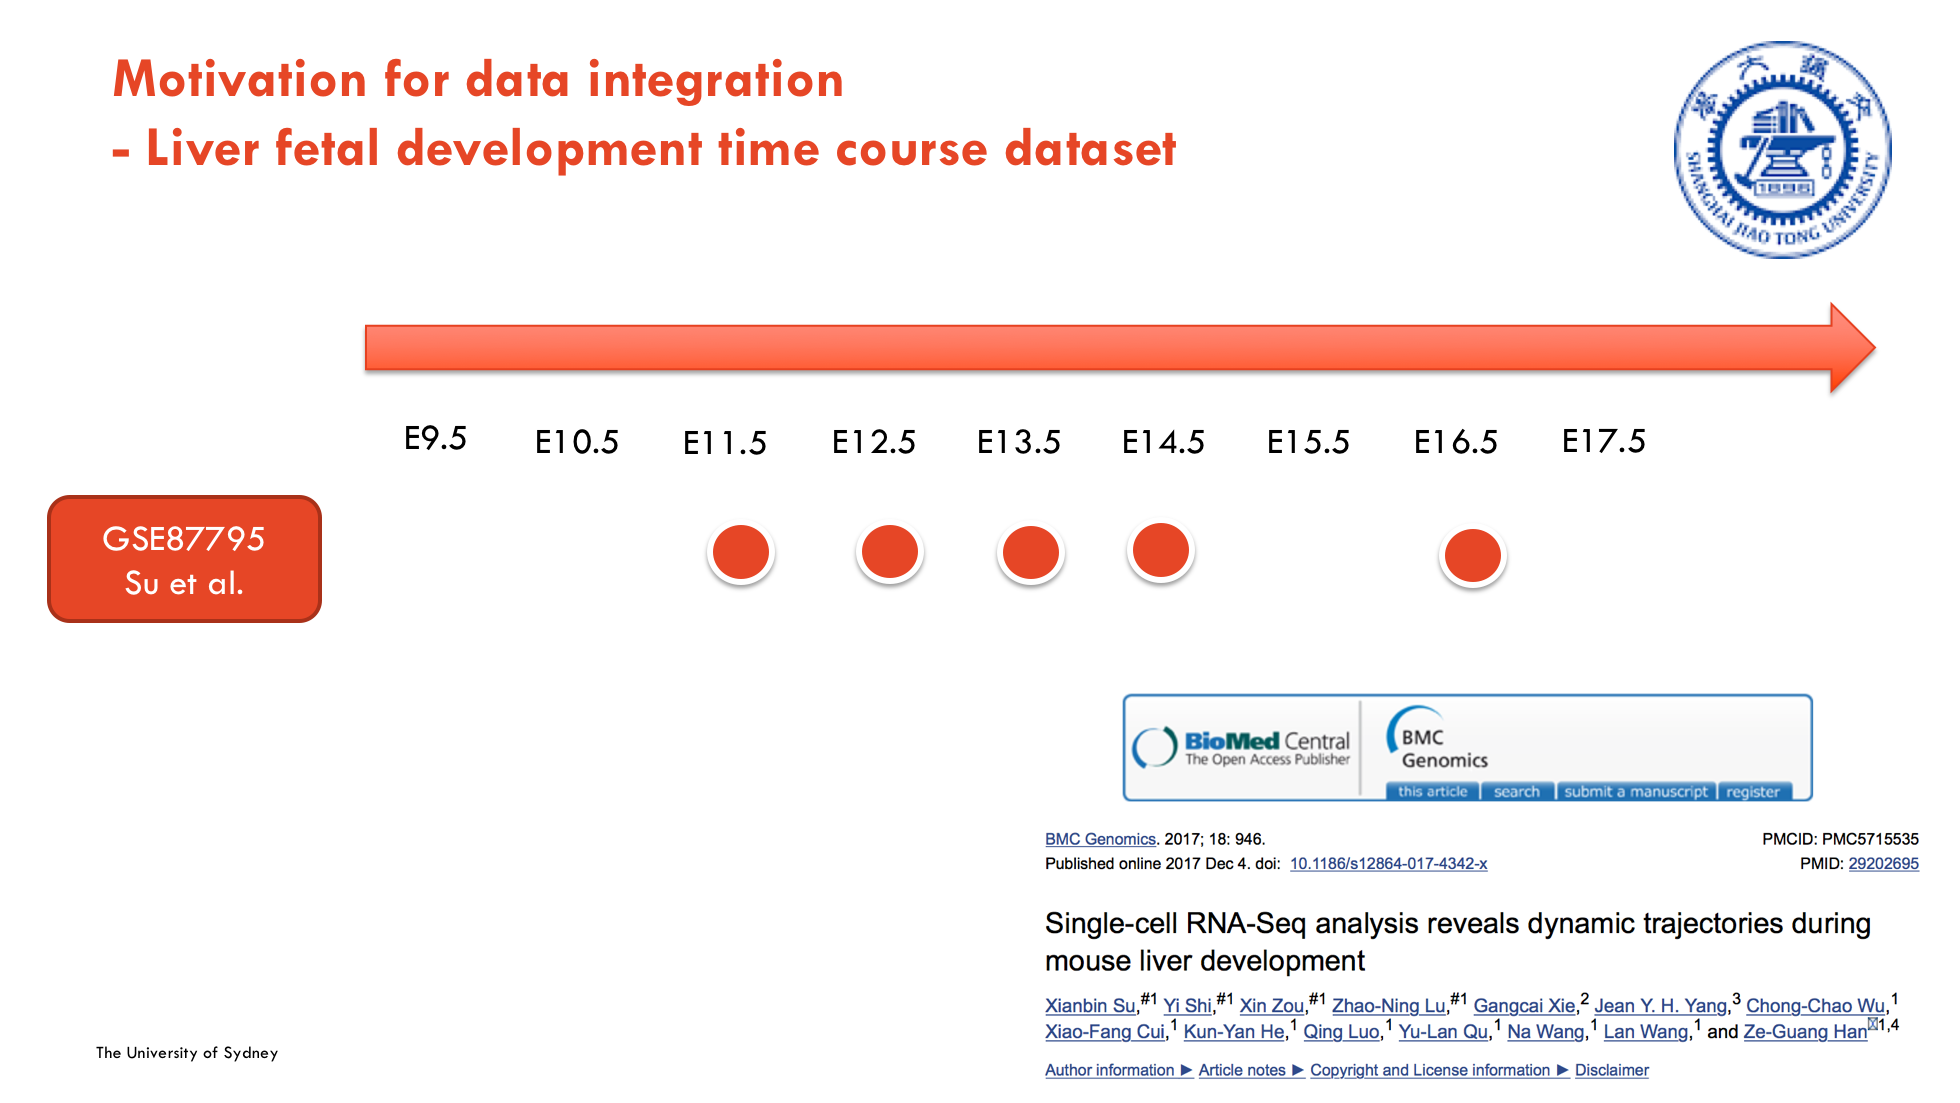 Motivation for data integration
- Liver fetal development time course dataset
SHANGHAI JIAO TONG UNIVERSITY
1896
E9.5 E10.5 E11.5 E12.5 E13.5 E14.5 E15.5 E16.5 E17.5
GSE87795
Su et al.
BioMed Central
The Open Access Publisher
BMC
Genomics
this article search submit a manuscript register
BMC Genomics. 2017; 18: 946. PMCID: PMC5715535
Published online 2017 Dec 4. doi: 10.1186/s12864-017-4342-x PMID: 29202695
Single-cell RNA-Seq analysis reveals dynamic trajectories during
mouse liver development
Xianbin Su,#1 Yi Shi,#1 Xin Zou,#1 Zhao-Ning Lu,#1 Gangcai Xie,2 Jean Y. H. Yang,3 Chong-Chao Wu,1
Xiao-Fang Cui,1 Kun-Yan He,1 Qing Luo,1 Yu-Lan Qu,1 Na Wang,1 Lan Wang,1 and Ze-Guang Han1,4
Author information ► Article notes ► Copyright and License information ► Disclaimer
The University of Sydney